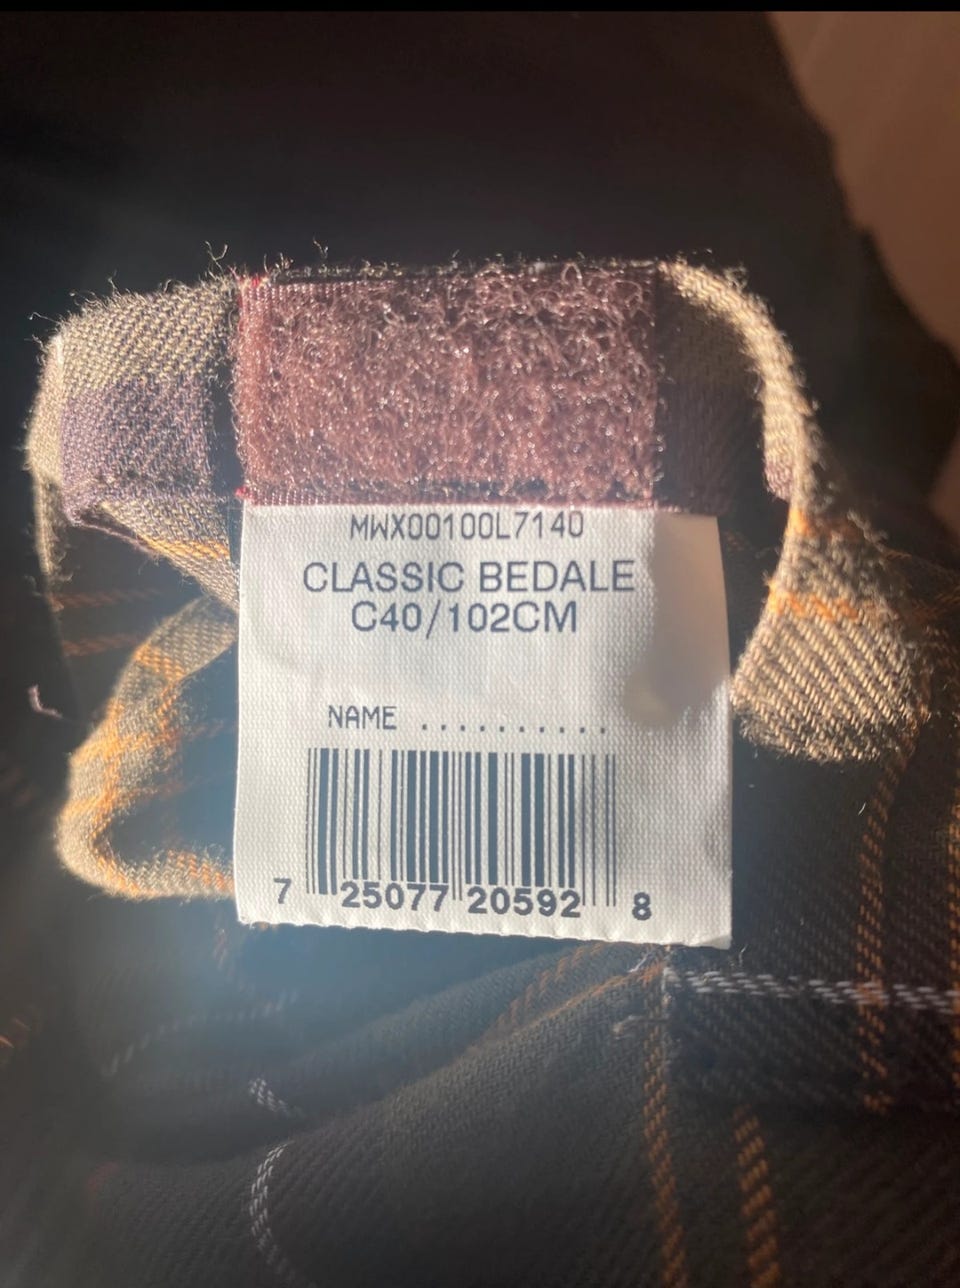 MWX00100L7140
CLASSIC BEDALE
C40/102CM
NAME ..........
7 25077 20592 8